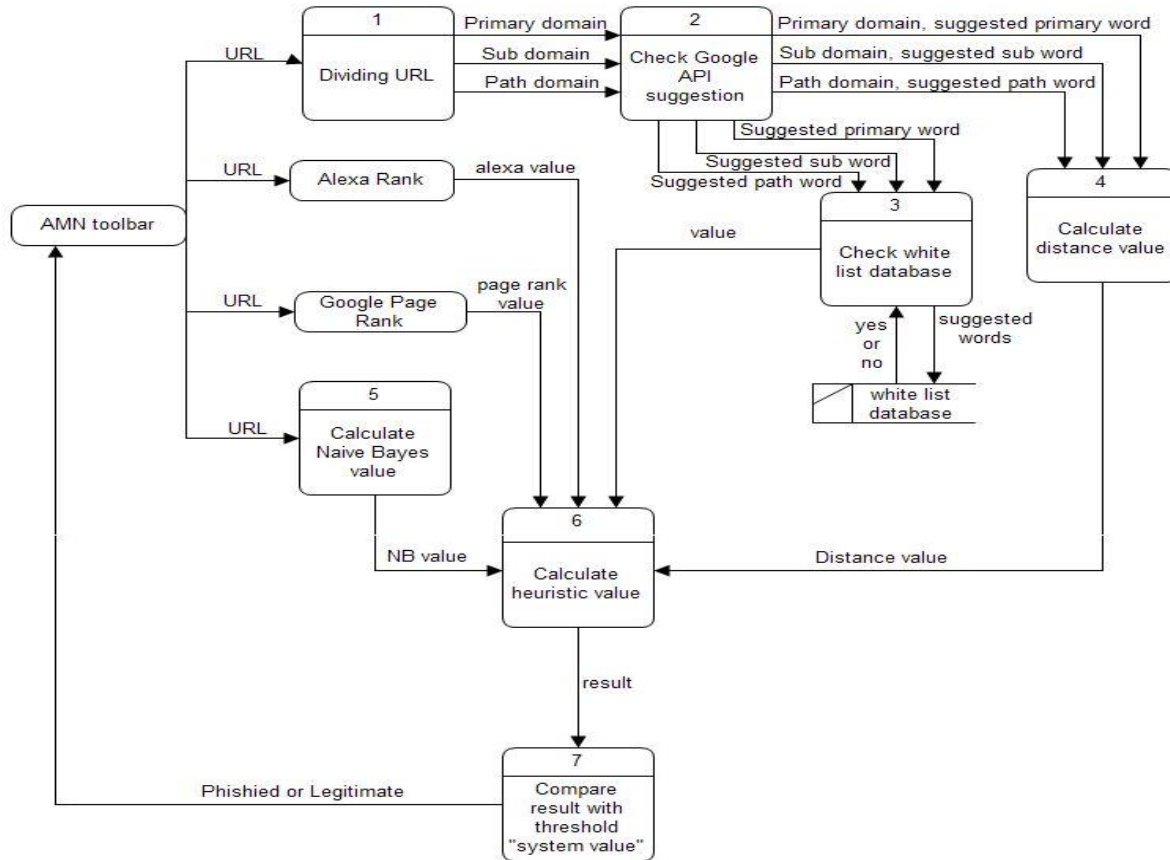 1
Dividing URL
2
Check Google
API
suggestion
Primary domain
Sub domain
Path domain
Primary domain, suggested primary word
Sub domain, suggested sub word
Path domain, suggested path word
URL
URL
URL
URL
Suggested primary word
Suggested sub word
Suggested path word
Alexa Rank
alexa value
AMN toolbar
3
Check white
list database
4
Calculate
distance value
value
Google Page
Rank
page rank
value
yes
or
no
suggested
words
white list
database
5
Calculate
Naive Bayes
value
NB value
6
Calculate
heuristic value
Distance value
result
7
Compare
result with
threshold
"system value"
Phishied or Legitimate